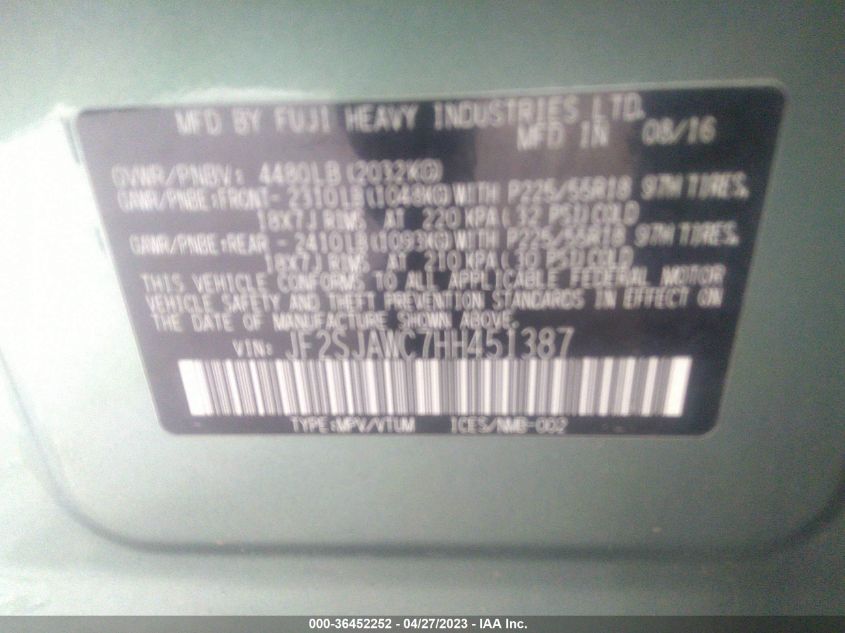 MFD BY FUJI HEAVY INDUSTRIES LTD.
MFD IN 08/16
GVWR/PNBV: 4480LB(2032KG)
GAWR/PNBE:FRONT- 2310LB(1048KG)WITH P225/55R18 97H TIRES.
18X7J RIMS AT 220 KPA(32 PSI)COLD
GAWR/PNBE:REAR - 2410LB(1093KG)WITH P225/55R18 97H TIRES.
18X7J RIMS AT 210 KPA(30 PSI)COLD
THIS VEHICLE CONFORMS TO ALL APPLICABLE FEDERAL MOTOR
VEHICLE SAFETY AND THEFT PREVENTION STANDARDS IN EFFECT ON
THE DATE OF MANUFACTURE SHOWN ABOVE.
VIN: JF2SJAWC7HH451387
TYPE:MPV/VTUM ICES/NMB-002
000-36452252 - 04/27/2023 - IAA Inc.